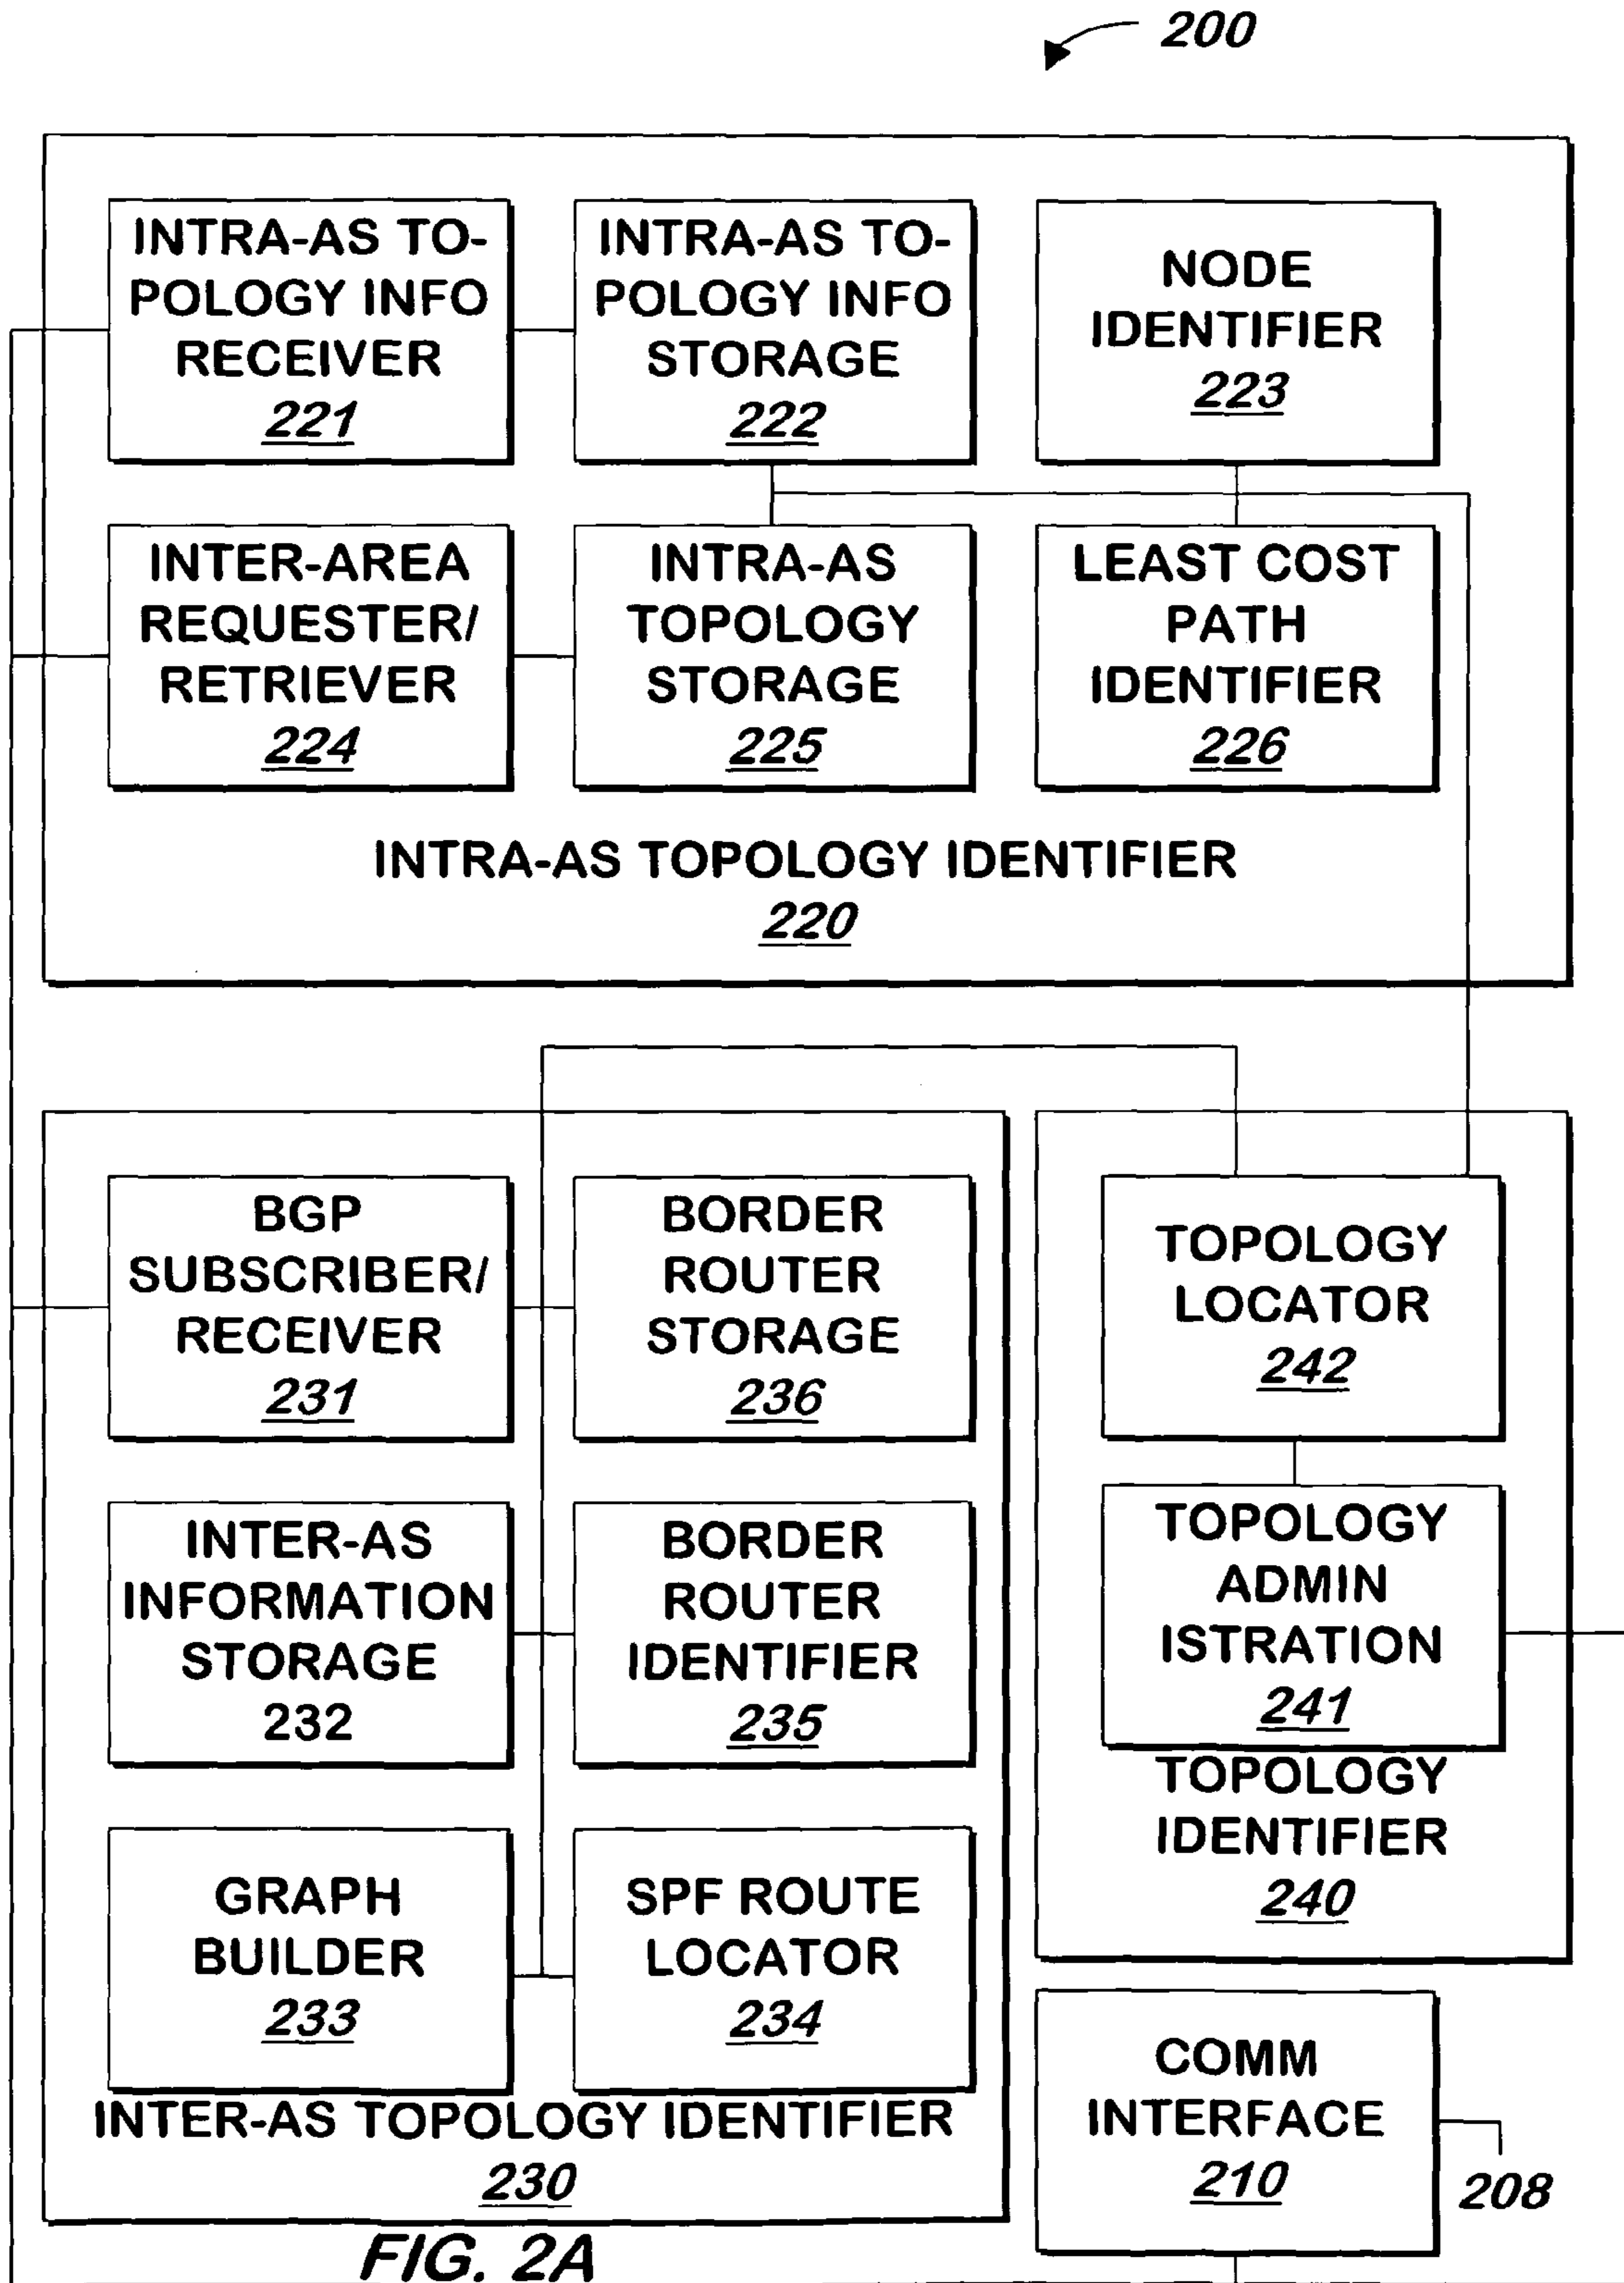 200
INTRA-AS TO-
POLOGY INFO
RECEIVER
221
INTRA-AS TO-
POLOGY INFO
STORAGE
222
NODE
IDENTIFIER
223
INTER-AREA
REQUESTER/
RETRIEVER
224
INTRA-AS
TOPOLOGY
STORAGE
225
LEAST COST
PATH
IDENTIFIER
226
INTRA-AS TOPOLOGY IDENTIFIER
220
BGP
SUBSCRIBER/
RECEIVER
231
BORDER
ROUTER
STORAGE
236
TOPOLOGY
LOCATOR
242
INTER-AS
INFORMATION
STORAGE
232
BORDER
ROUTER
IDENTIFIER
235
TOPOLOGY
ADMIN
ISTRATION
241
TOPOLOGY
IDENTIFIER
240
GRAPH
BUILDER
233
SPF ROUTE
LOCATOR
234
INTER-AS TOPOLOGY IDENTIFIER
230
COMM
INTERFACE
210
208
FIG. 2A